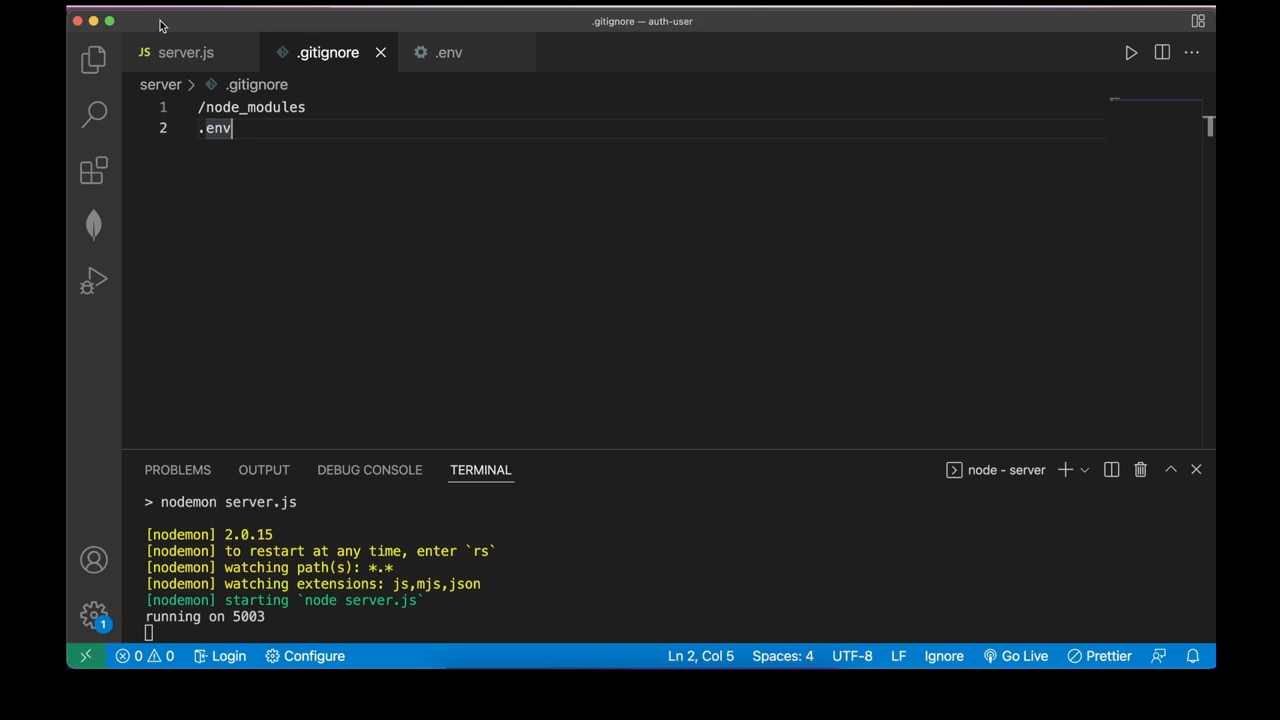 .gitignore — auth-user
JS server.js
.gitignore
.env
server > .gitignore
1 /node_modules
2 .env
PROBLEMS OUTPUT DEBUG CONSOLE TERMINAL
node - server
> nodemon server.js
[nodemon] 2.0.15
[nodemon] to restart at any time, enter `rs`
[nodemon] watching path(s): *.*
[nodemon] watching extensions: js,mjs,json
[nodemon] starting `node server.js`
running on 5003
1
0 0 Login Configure Ln 2, Col 5 Spaces: 4 UTF-8 LF Ignore Go Live Prettier